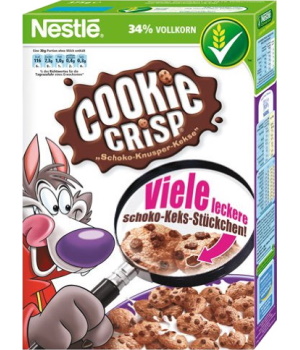 Nestlé
34% VOLLKORN
COOKIE
CRISP
„Schoko-Knusper-Kekse"
Viele leckere
Schoko-Keks-Stückchen!